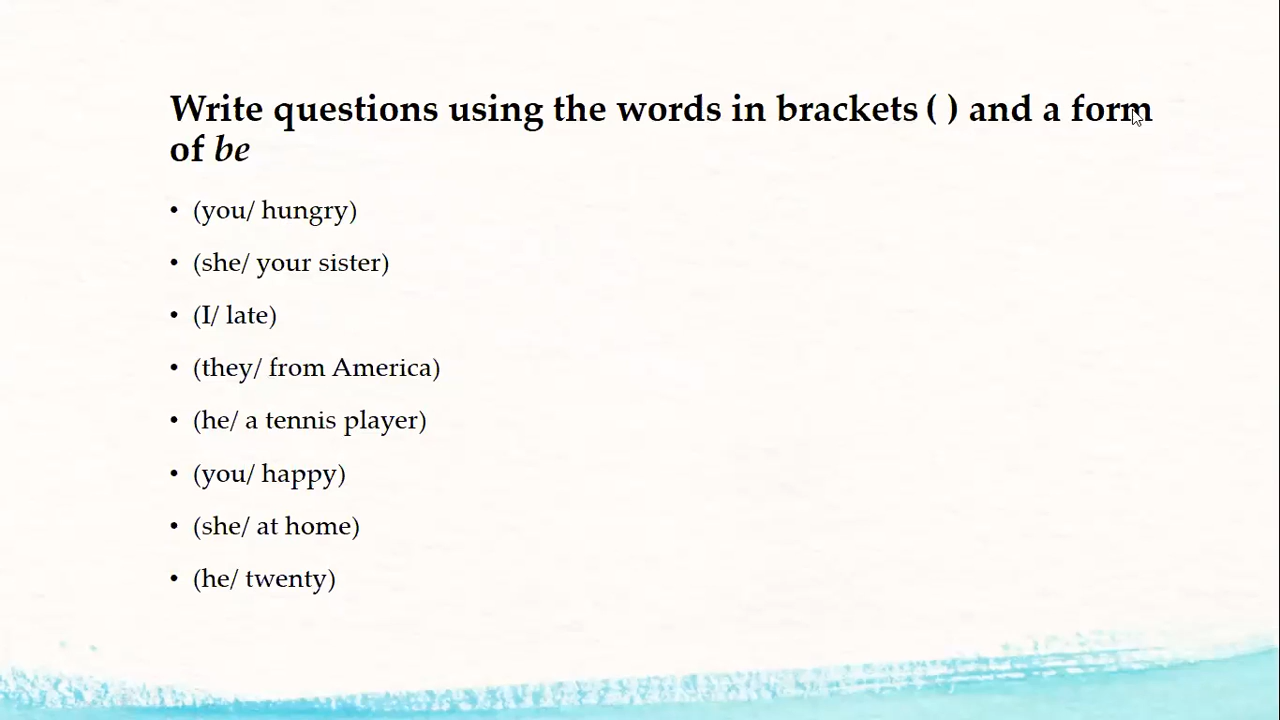 Write questions using the words in brackets ( ) and a form
of be
• (you/ hungry)
• (she/ your sister)
• (I/ late)
• (they/ from America)
• (he/ a tennis player)
• (you/ happy)
• (she/ at home)
• (he/ twenty)